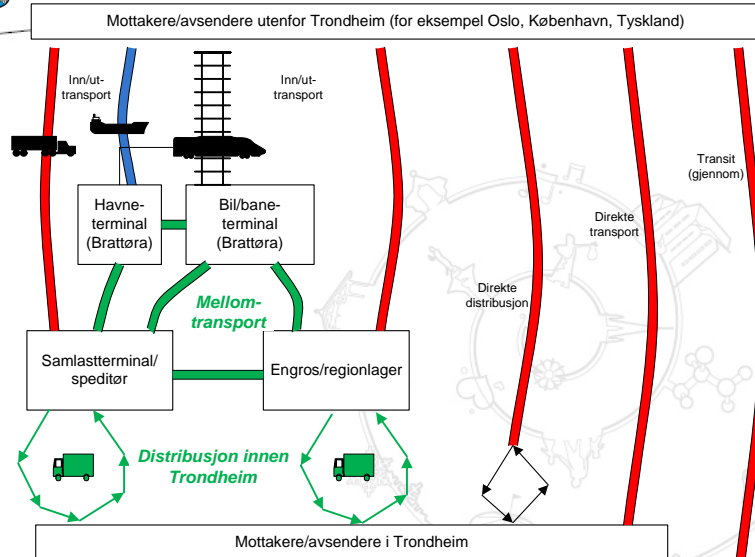 Mottakere/avsendere utenfor Trondheim (for eksempel Oslo, København, Tyskland)
Inn/ut-
transport
Inn/ut-
transport
Transit
(gjennom)
Havne-
terminal
(Brattøra)
Bil/bane-
terminal
(Brattøra)
Direkte
transport
Direkte
distribusjon
Mellom-
transport
Samlastterminal/
speditør
Engros/regionlager
Distribusjon innen
Trondheim
Mottakere/avsendere i Trondheim